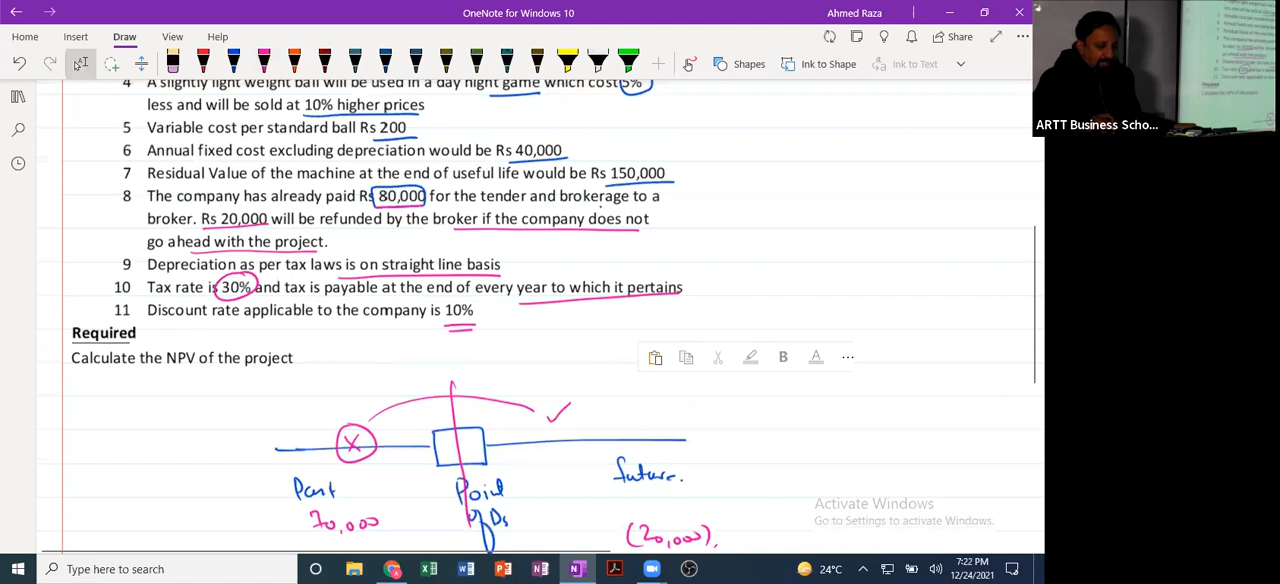 OneNote for Windows 10
Ahmed Raza
Home Insert Draw View Help
Share
Shapes Ink to Shape Ink to Text
4 A slightly light weight ball will be used in a day night game which cost 5%
less and will be sold at 10% higher prices
5 Variable cost per standard ball Rs 200
6 Annual fixed cost excluding depreciation would be Rs 40,000
7 Residual Value of the machine at the end of useful life would be Rs 150,000
8 The company has already paid Rs 80,000 for the tender and brokerage to a
broker. Rs 20,000 will be refunded by the broker if the company does not
go ahead with the project.
9 Depreciation as per tax laws is on straight line basis
10 Tax rate is 30% and tax is payable at the end of every year to which it pertains
11 Discount rate applicable to the company is 10%
Required
Calculate the NPV of the project
B A ...
Past Point future.
70,000 of Ds (20,000).
Activate Windows
Go to Settings to activate Windows.
Type here to search
24°C
7:22 PM
12/24/2021
ARTT Business Scho...